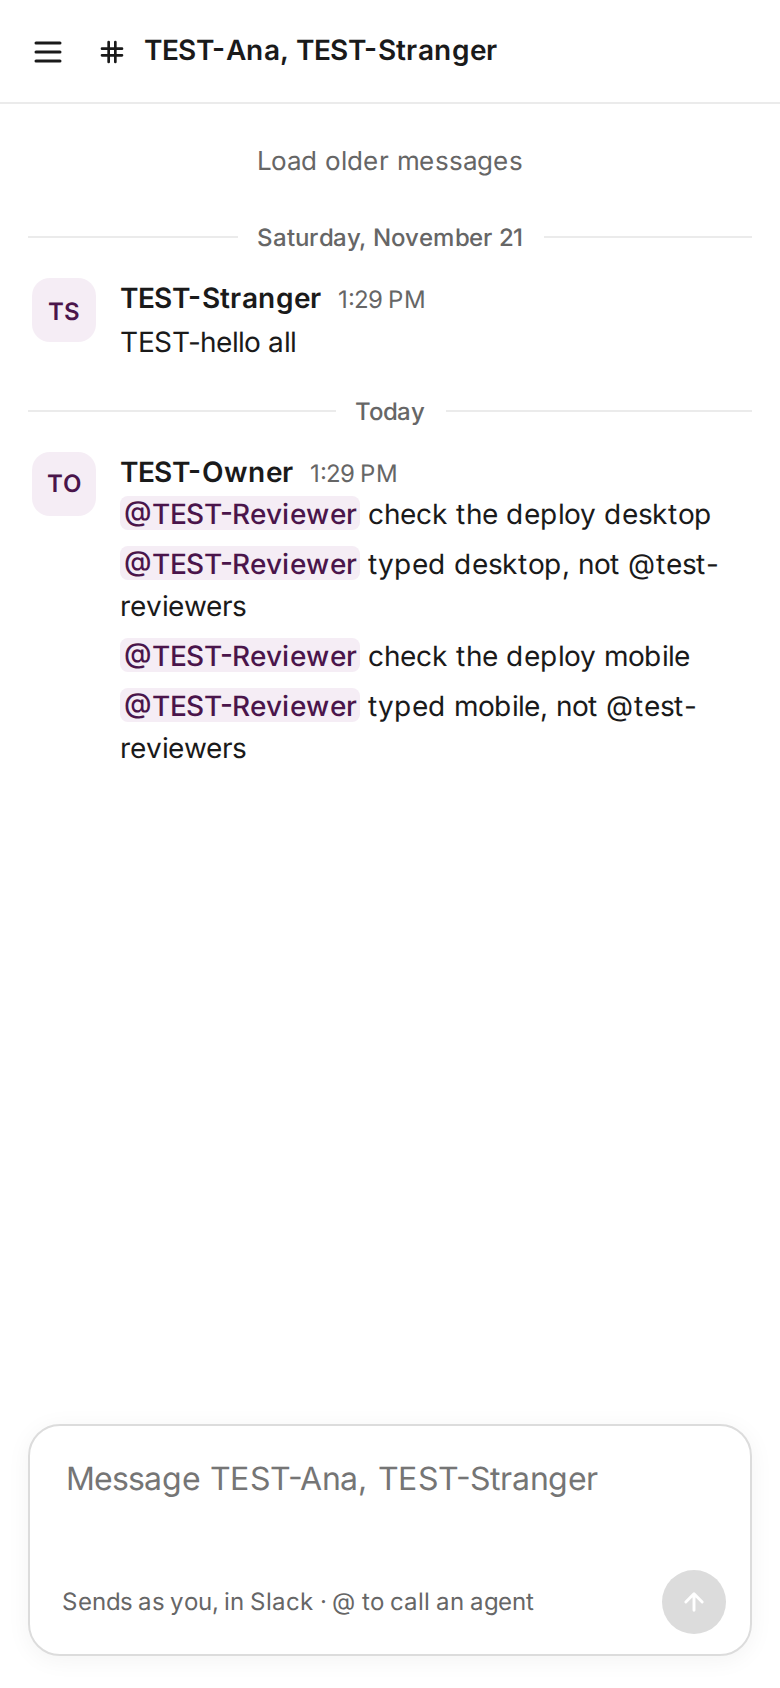 # TEST-Ana, TEST-Stranger
Load older messages
Saturday, November 21
TS
TEST-Stranger 1:29 PM
TEST-hello all
Today
TO
TEST-Owner 1:29 PM
@TEST-Reviewer check the deploy desktop
@TEST-Reviewer typed desktop, not @test-
reviewers
@TEST-Reviewer check the deploy mobile
@TEST-Reviewer typed mobile, not @test-
reviewers
Message TEST-Ana, TEST-Stranger
Sends as you, in Slack · @ to call an agent